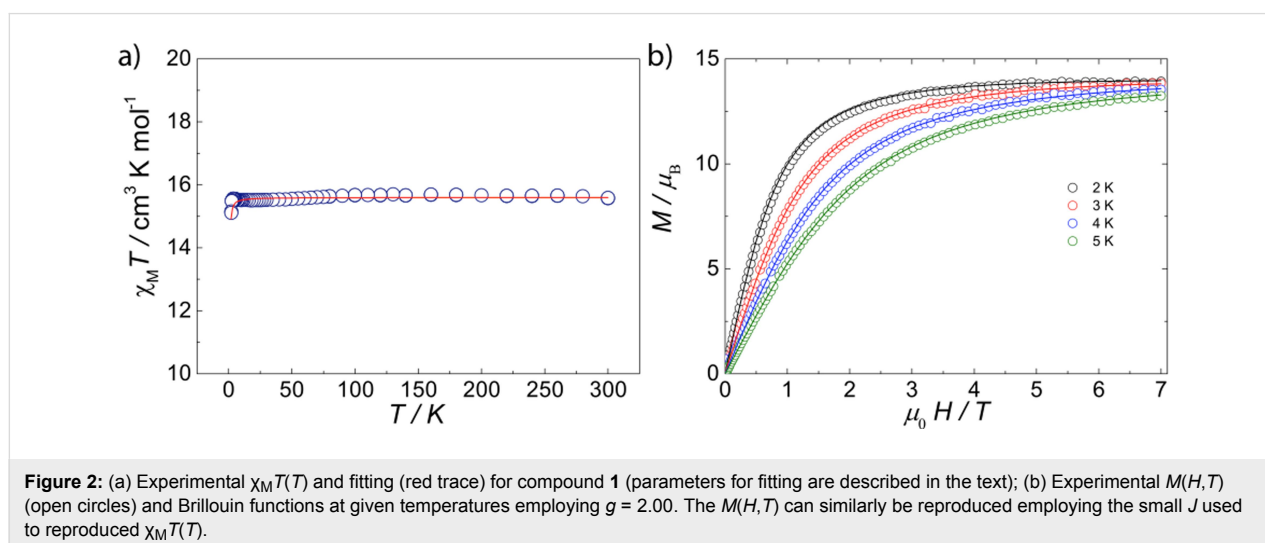 a)
20
18
16
14
12
10
χMT / cm³ K mol⁻¹
0 50 100 150 200 250 300
T / K
b)
15
10
5
0
M / μB
2 K
3 K
4 K
5 K
0 1 2 3 4 5 6 7
μ0 H / T
Figure 2: (a) Experimental χMT(T) and fitting (red trace) for compound 1 (parameters for fitting are described in the text); (b) Experimental M(H,T)
(open circles) and Brillouin functions at given temperatures employing g = 2.00. The M(H,T) can similarly be reproduced employing the small J used
to reproduced χMT(T).